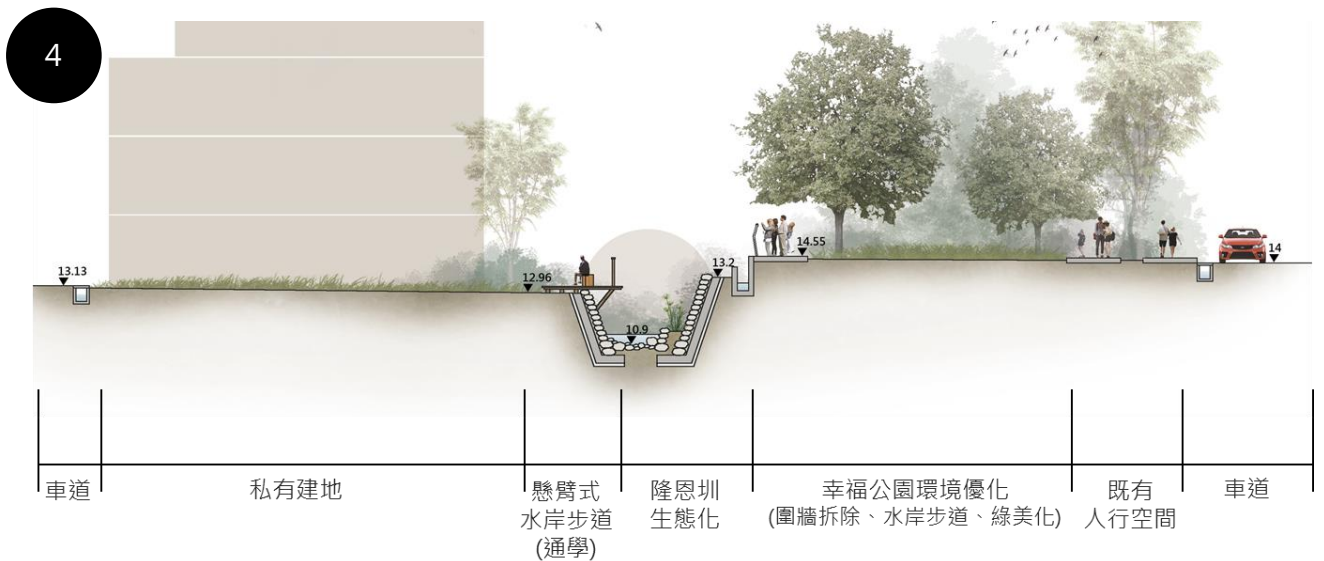 4
13.13
12.96
10.9
13.2
14.55
14
車道
私有建地
懸臂式
水岸步道
(通學)
隆恩圳
生態化
幸福公園環境優化
(圍牆拆除、水岸步道、綠美化)
既有
人行空間
車道